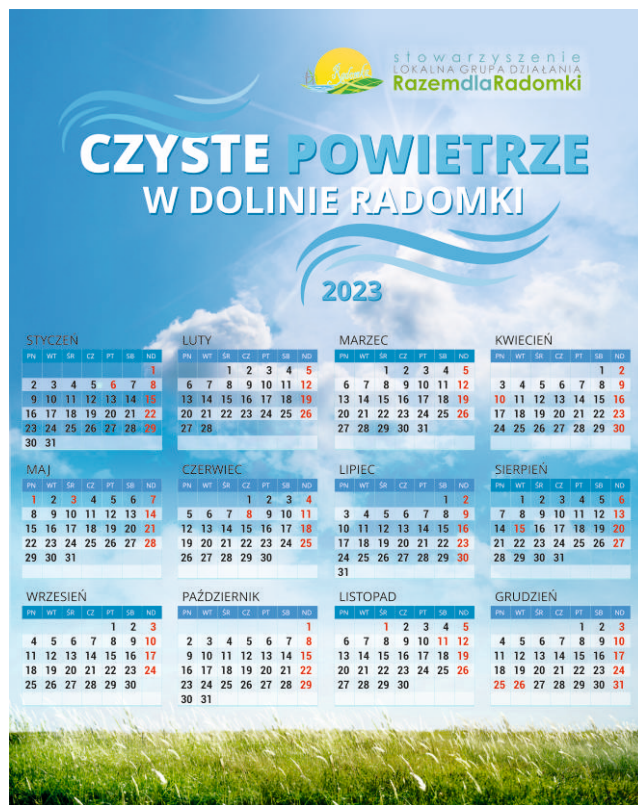 stowarzyszenie
LOKALNA GRUPA DZIAŁANIA
RazemdlaRadomki
CZYSTE POWIETRZE
W DOLINIE RADOMKI
2023
STYCZEŃ
PN WT ŚR CZ PT SB ND
1
2 3 4 5 6 7 8
9 10 11 12 13 14 15
16 17 18 19 20 21 22
23 24 25 26 27 28 29
30 31
LUTY
PN WT ŚR CZ PT SB ND
1 2 3 4 5
6 7 8 9 10 11 12
13 14 15 16 17 18 19
20 21 22 23 24 25 26
27 28
MARZEC
PN WT ŚR CZ PT SB ND
1 2 3 4 5
6 7 8 9 10 11 12
13 14 15 16 17 18 19
20 21 22 23 24 25 26
27 28 29 30 31
KWIECIEŃ
PN WT ŚR CZ PT SB ND
1 2
3 4 5 6 7 8 9
10 11 12 13 14 15 16
17 18 19 20 21 22 23
24 25 26 27 28 29 30
MAJ
PN WT ŚR CZ PT SB ND
1 2 3 4 5 6 7
8 9 10 11 12 13 14
15 16 17 18 19 20 21
22 23 24 25 26 27 28
29 30 31
CZERWIEC
PN WT ŚR CZ PT SB ND
1 2 3 4
5 6 7 8 9 10 11
12 13 14 15 16 17 18
19 20 21 22 23 24 25
26 27 28 29 30
LIPIEC
PN WT ŚR CZ PT SB ND
1 2
3 4 5 6 7 8 9
10 11 12 13 14 15 16
17 18 19 20 21 22 23
24 25 26 27 28 29 30
31
SIERPIEŃ
PN WT ŚR CZ PT SB ND
1 2 3 4 5 6
7 8 9 10 11 12 13
14 15 16 17 18 19 20
21 22 23 24 25 26 27
28 29 30 31
WRZESIEŃ
PN WT ŚR CZ PT SB ND
1 2 3
4 5 6 7 8 9 10
11 12 13 14 15 16 17
18 19 20 21 22 23 24
25 26 27 28 29 30
PAŹDZIERNIK
PN WT ŚR CZ PT SB ND
1
2 3 4 5 6 7 8
9 10 11 12 13 14 15
16 17 18 19 20 21 22
23 24 25 26 27 28 29
30 31
LISTOPAD
PN WT ŚR CZ PT SB ND
1 2 3 4 5
6 7 8 9 10 11 12
13 14 15 16 17 18 19
20 21 22 23 24 25 26
27 28 29 30
GRUDZIEŃ
PN WT ŚR CZ PT SB ND
1 2 3
4 5 6 7 8 9 10
11 12 13 14 15 16 17
18 19 20 21 22 23 24
25 26 27 28 29 30 31